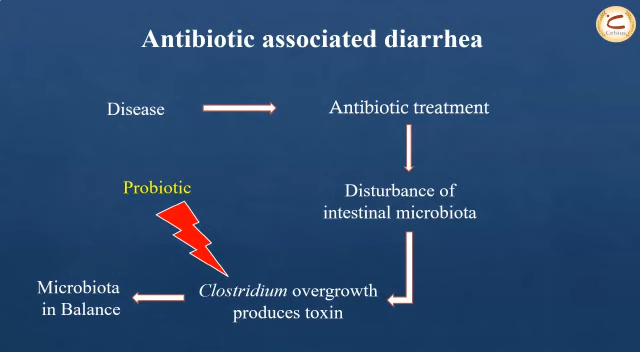 Antibiotic associated diarrhea
Disease
Antibiotic treatment
Probiotic
Disturbance of
intestinal microbiota
Clostridium overgrowth
produces toxin
Microbiota
in Balance